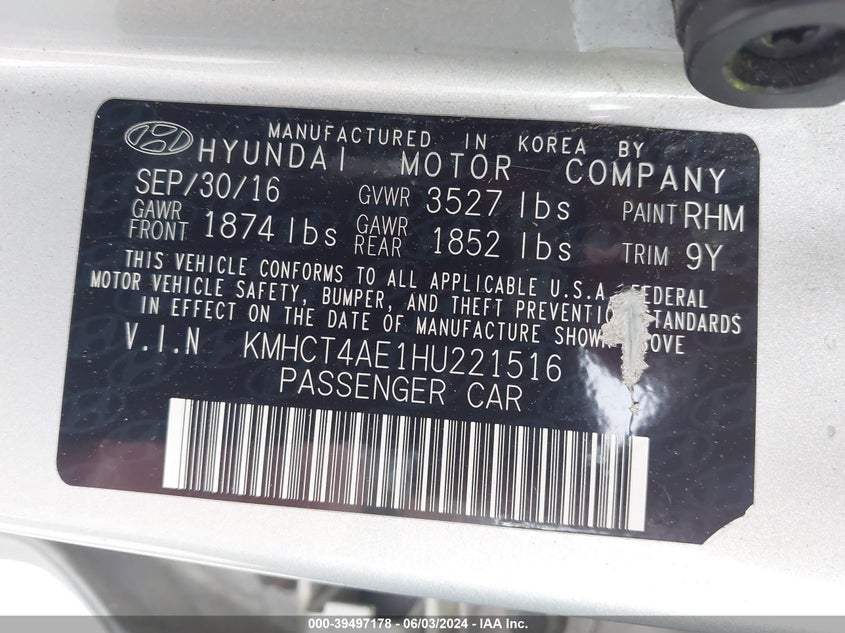 MANUFACTURED IN KOREA BY
HYUNDAI MOTOR COMPANY
SEP/30/16 GVWR 3527 lbs PAINT RHM
GAWR FRONT 1874 lbs GAWR REAR 1852 lbs TRIM 9Y
THIS VEHICLE CONFORMS TO ALL APPLICABLE U.S.A FEDERAL
MOTOR VEHICLE SAFETY, BUMPER, AND THEFT PREVENTION STANDARDS
IN EFFECT ON THE DATE OF MANUFACTURE SHOWN ABOVE
V.I.N KMHCT4AE1HU221516
PASSENGER CAR
000-39497178 - 06/03/2024 - IAA Inc.